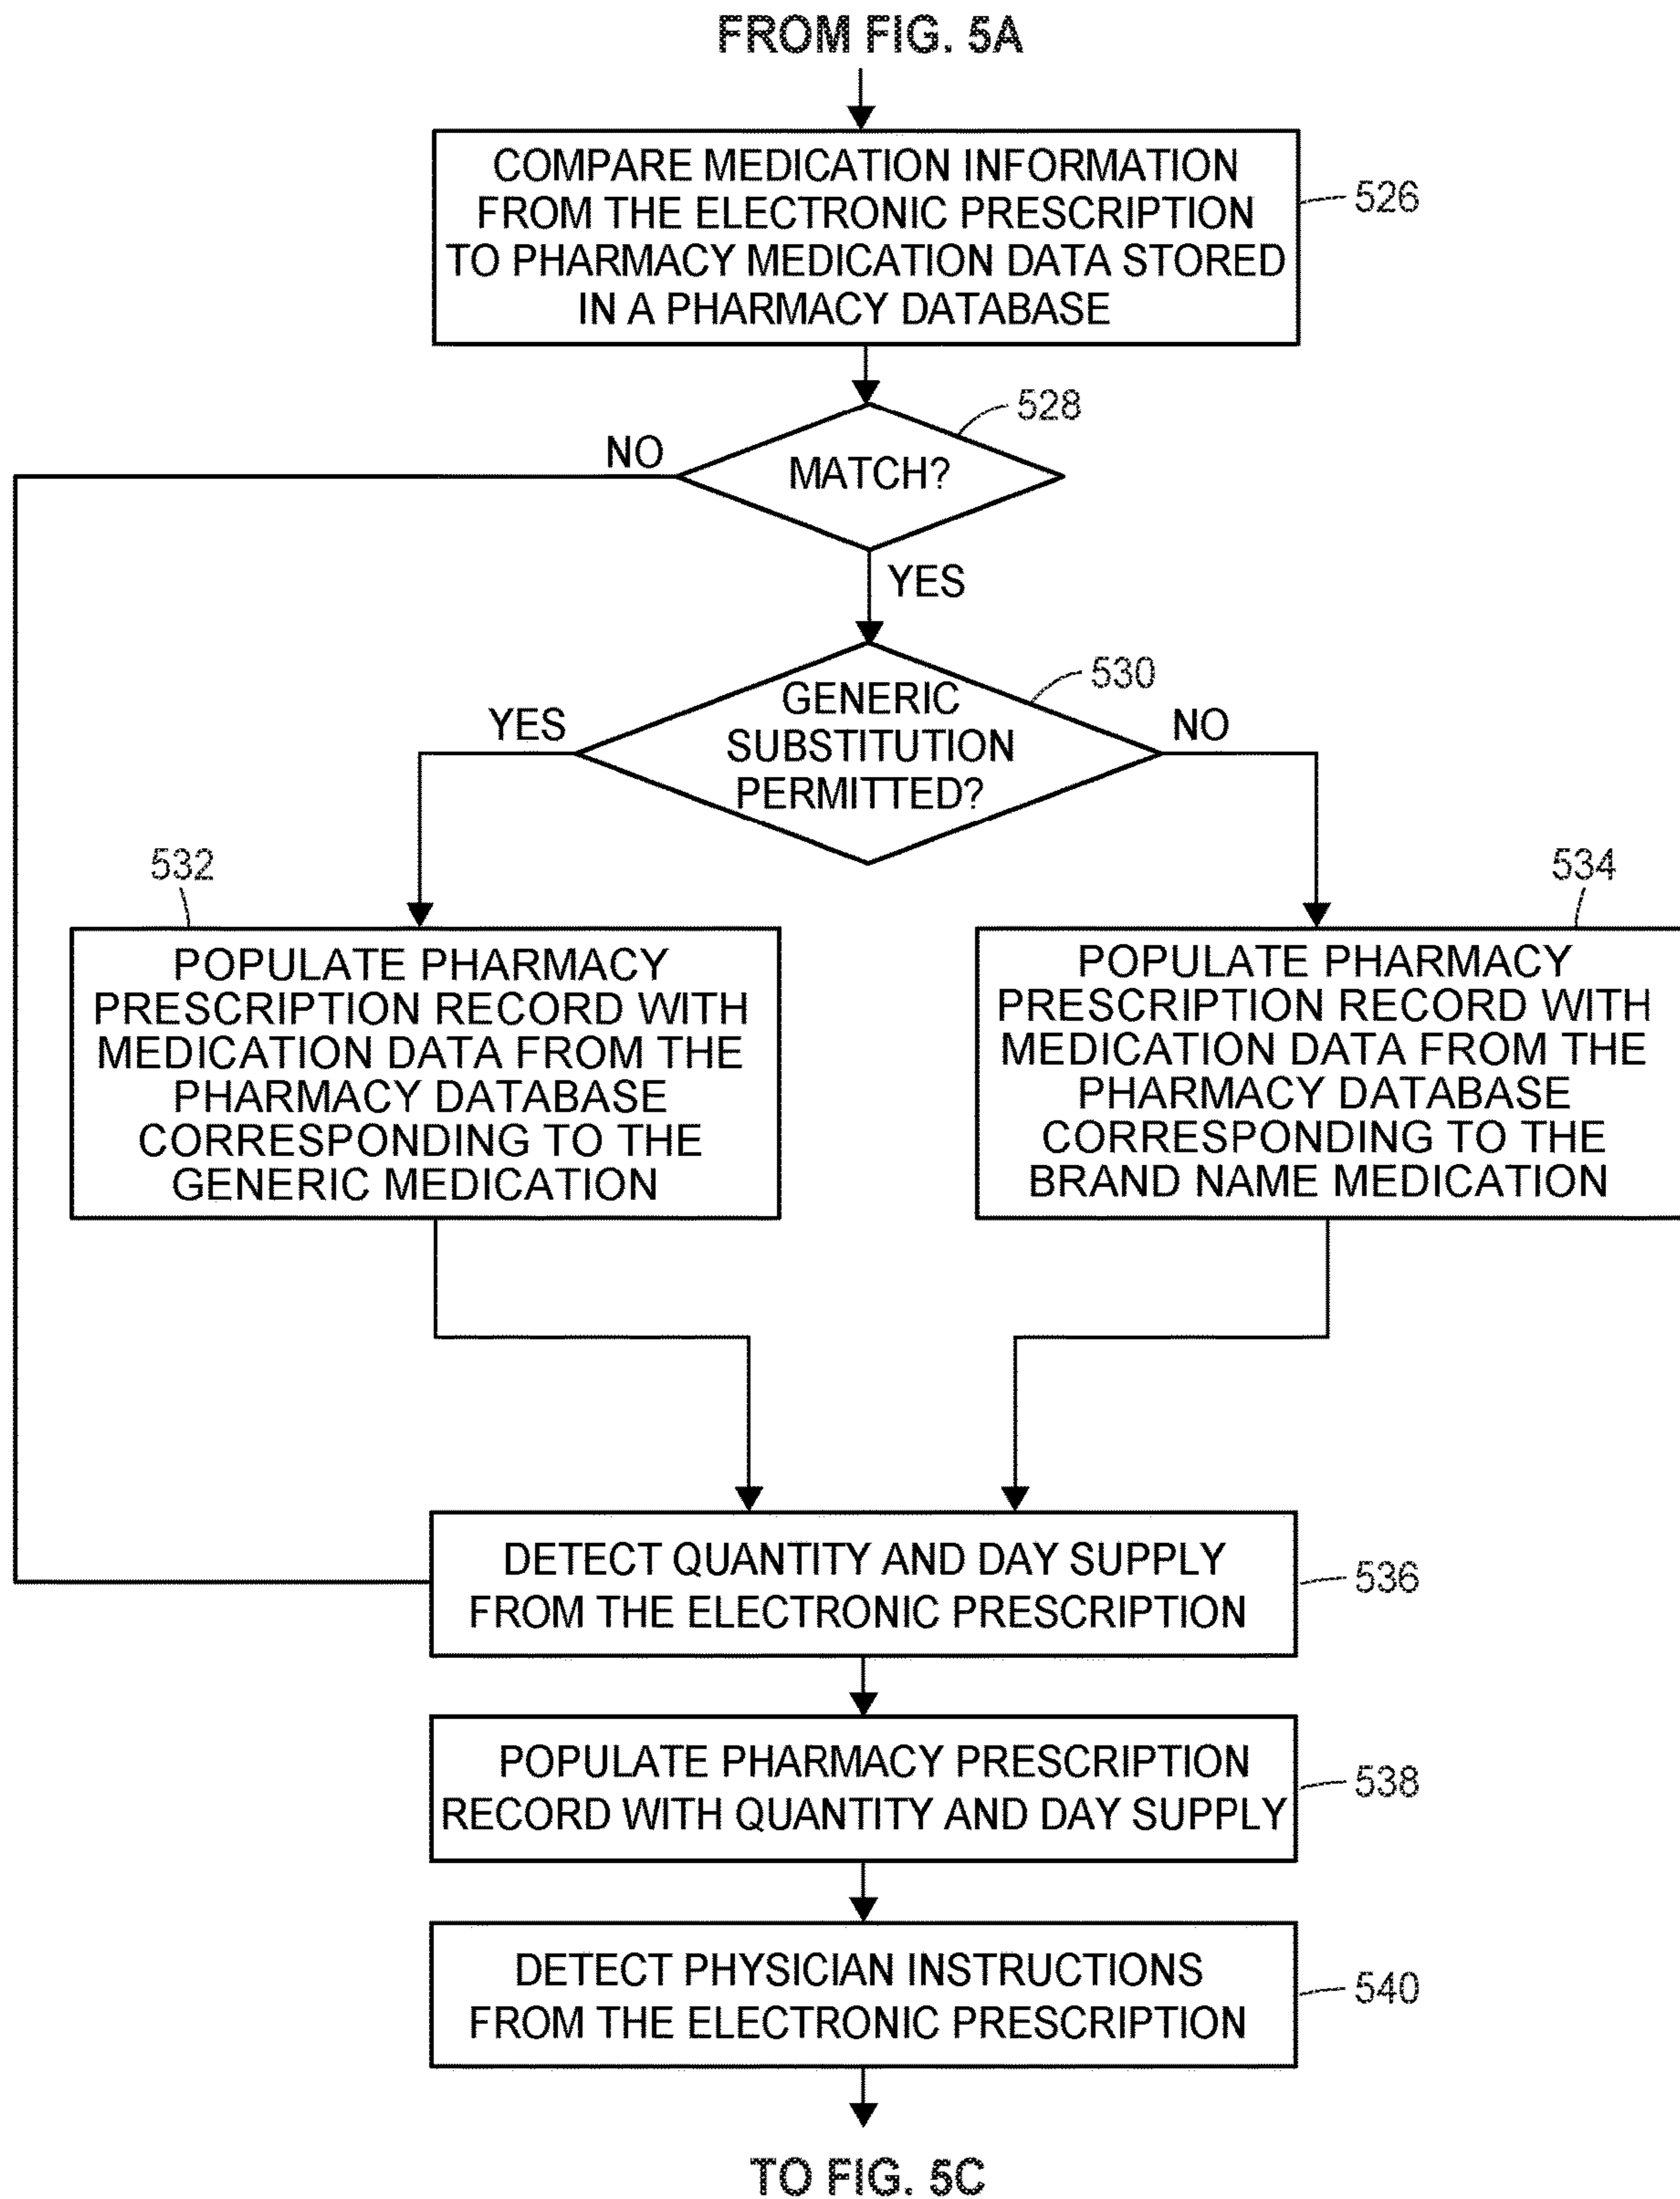 FROM FIG. 5A
COMPARE MEDICATION INFORMATION
FROM THE ELECTRONIC PRESCRIPTION
TO PHARMACY MEDICATION DATA STORED
IN A PHARMACY DATABASE
526
528
NO
MATCH?
YES
530
GENERIC
SUBSTITUTION
PERMITTED?
YES
NO
532
534
POPULATE PHARMACY
PRESCRIPTION RECORD WITH
MEDICATION DATA FROM THE
PHARMACY DATABASE
CORRESPONDING TO THE
GENERIC MEDICATION
POPULATE PHARMACY
PRESCRIPTION RECORD WITH
MEDICATION DATA FROM THE
PHARMACY DATABASE
CORRESPONDING TO THE
BRAND NAME MEDICATION
DETECT QUANTITY AND DAY SUPPLY
FROM THE ELECTRONIC PRESCRIPTION
536
POPULATE PHARMACY PRESCRIPTION
RECORD WITH QUANTITY AND DAY SUPPLY
538
DETECT PHYSICIAN INSTRUCTIONS
FROM THE ELECTRONIC PRESCRIPTION
540
TO FIG. 5C